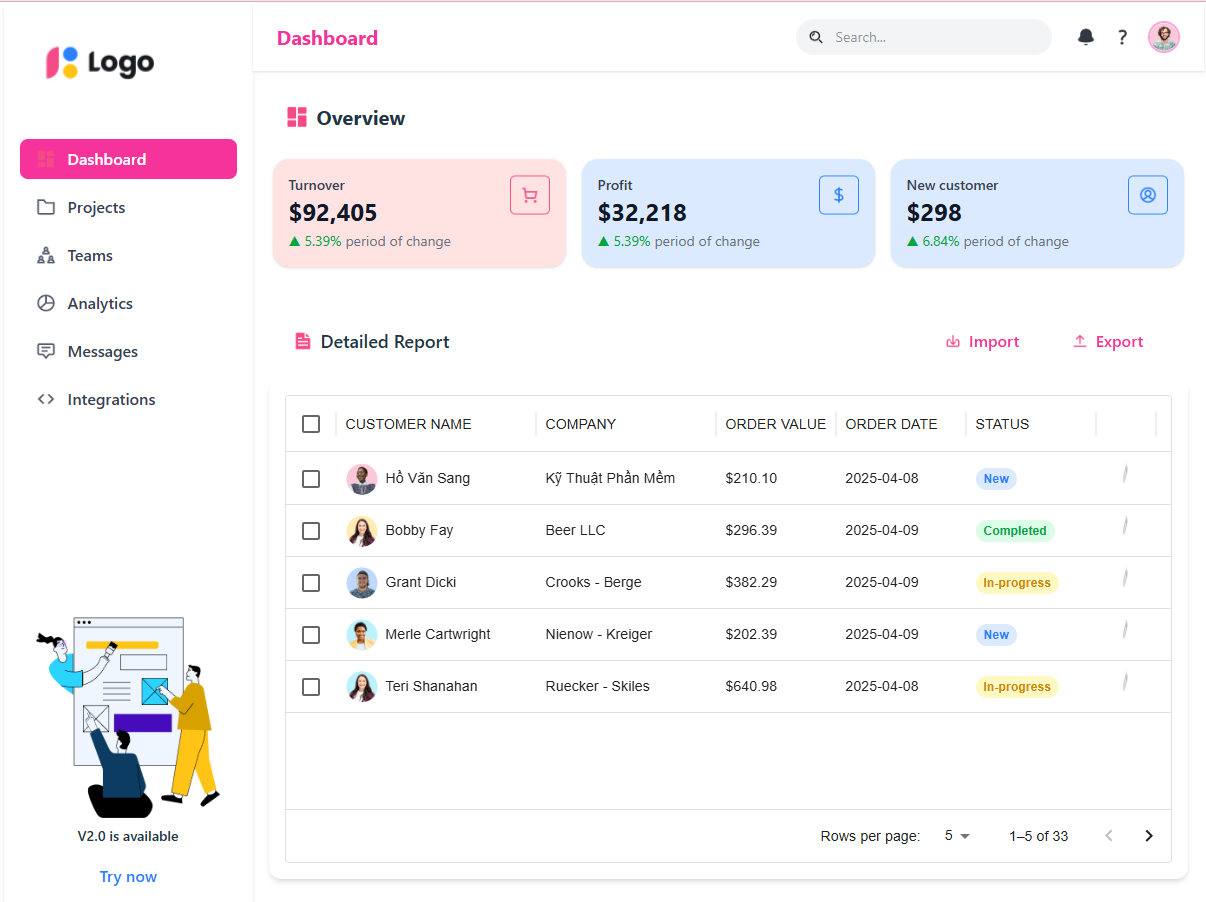 Logo
Dashboard
Search...
?
Dashboard
Projects
Teams
Analytics
Messages
Integrations
V2.0 is available
Try now
Overview
Turnover
$92,405
▲ 5.39% period of change
Profit
$32,218
▲ 5.39% period of change
$
New customer
$298
▲ 6.84% period of change
Detailed Report
Import
Export
CUSTOMER NAME COMPANY ORDER VALUE ORDER DATE STATUS
Hồ Văn Sang Kỹ Thuật Phần Mềm $210.10 2025-04-08 New
Bobby Fay Beer LLC $296.39 2025-04-09 Completed
Grant Dicki Crooks - Berge $382.29 2025-04-09 In-progress
Merle Cartwright Nienow - Kreiger $202.39 2025-04-09 New
Teri Shanahan Ruecker - Skiles $640.98 2025-04-08 In-progress
Rows per page: 5 1–5 of 33